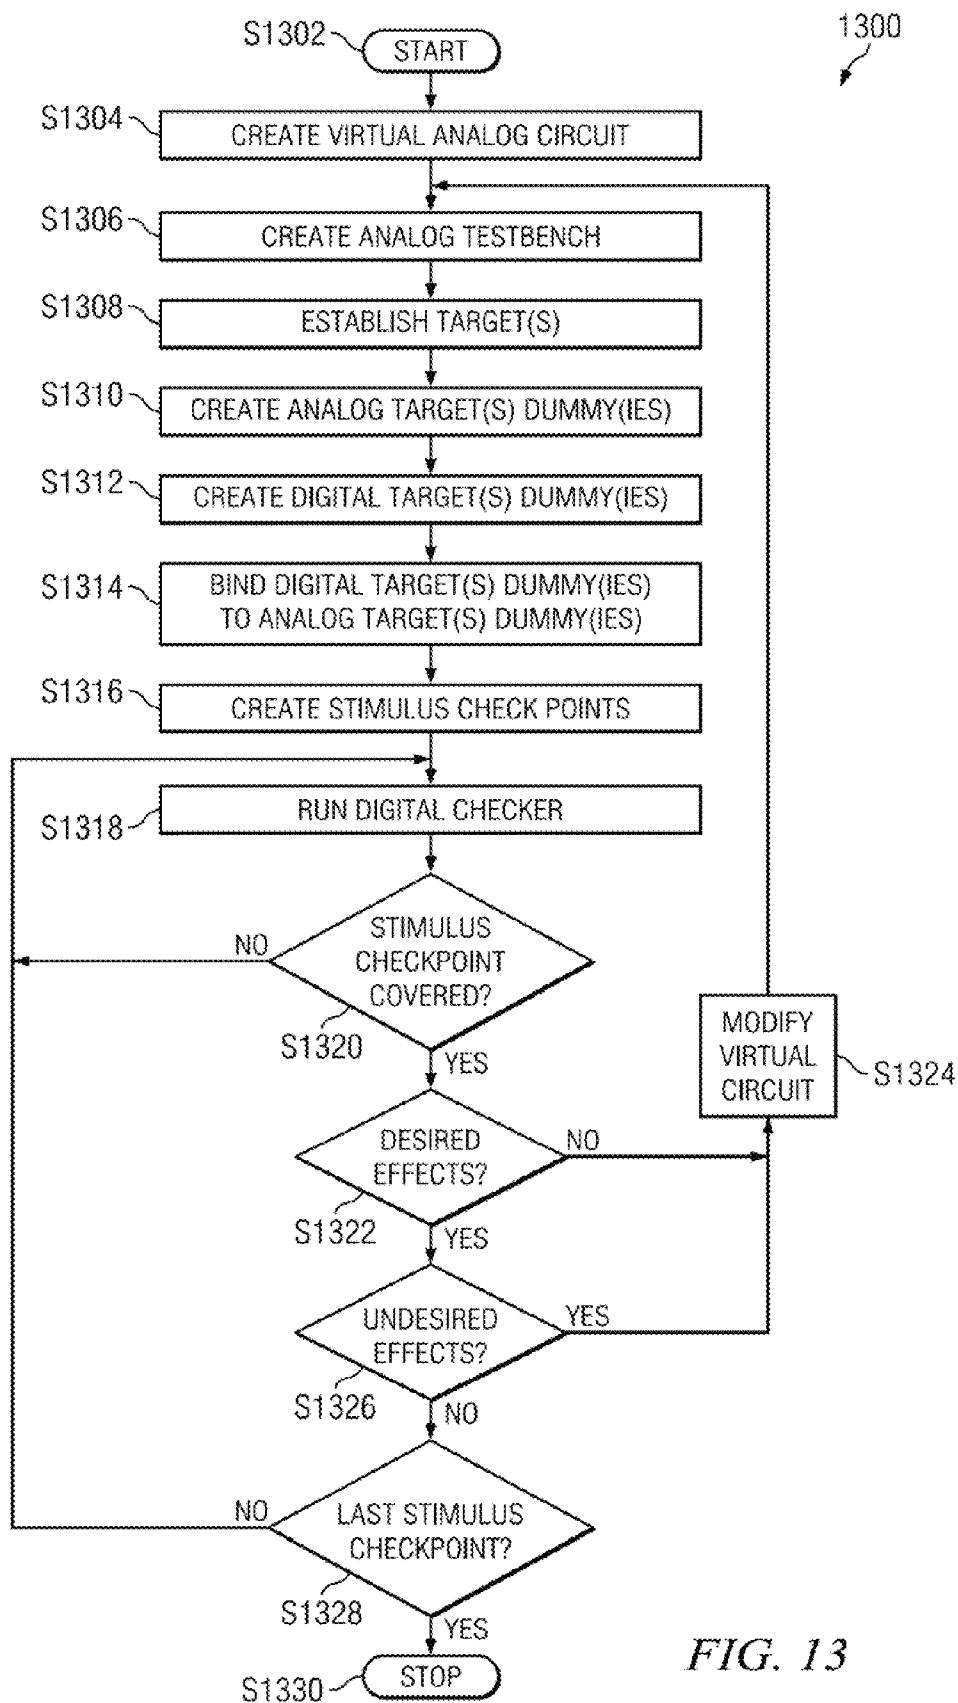 S1302
START
1300
S1304
CREATE VIRTUAL ANALOG CIRCUIT
S1306
CREATE ANALOG TESTBENCH
S1308
ESTABLISH TARGET(S)
S1310
CREATE ANALOG TARGET(S) DUMMY(IES)
S1312
CREATE DIGITAL TARGET(S) DUMMY(IES)
S1314
BIND DIGITAL TARGET(S) DUMMY(IES)
TO ANALOG TARGET(S) DUMMY(IES)
S1316
CREATE STIMULUS CHECK POINTS
S1318
RUN DIGITAL CHECKER
NO
STIMULUS
CHECKPOINT
COVERED?
S1320
YES
MODIFY
VIRTUAL
CIRCUIT
S1324
DESIRED
EFFECTS?
NO
S1322
YES
UNDESIRED
EFFECTS?
YES
S1326
NO
NO
LAST STIMULUS
CHECKPOINT?
S1328
YES
S1330
STOP
FIG. 13